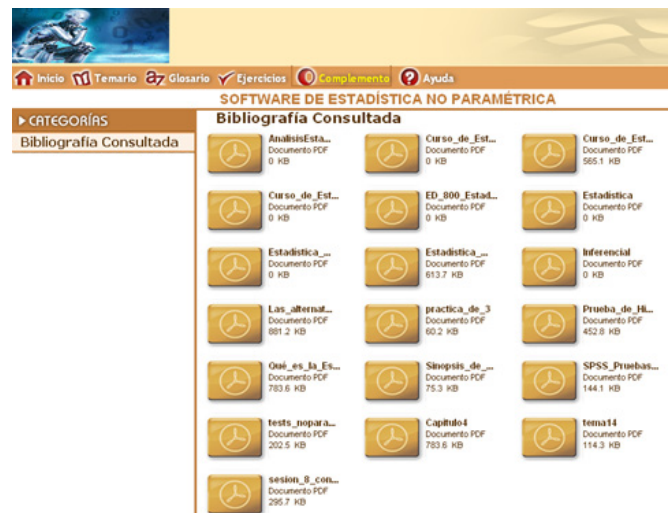 Inicio Temario az Glosario Ejercicios Complemento Ayuda
SOFTWARE DE ESTADÍSTICA NO PARAMÉTRICA
CATEGORÍAS
Bibliografía Consultada
Bibliografía Consultada
AnalisisEsta...
Documento PDF
0 KB
Curso_de_Est...
Documento PDF
0 KB
Curso_de_Est...
Documento PDF
565.1 KB
Curso_de_Est...
Documento PDF
0 KB
ED_800_Estad...
Documento PDF
0 KB
Estadistica
Documento PDF
0 KB
Estadistica_...
Documento PDF
0 KB
Estadistica_...
Documento PDF
613.7 KB
Inferencial
Documento PDF
0 KB
Las_alternat...
Documento PDF
881.2 KB
practica_de_3
Documento PDF
60.2 KB
Prueba_de_Hi...
Documento PDF
452.8 KB
Qué_es_la_Es...
Documento PDF
783.6 KB
Sinopsis_de_...
Documento PDF
75.3 KB
SPSS_Pruebas...
Documento PDF
144.1 KB
tests_nopara...
Documento PDF
202.5 KB
Capitulo4
Documento PDF
783.6 KB
tema14
Documento PDF
114.3 KB
sesion_8_con...
Documento PDF
295.7 KB